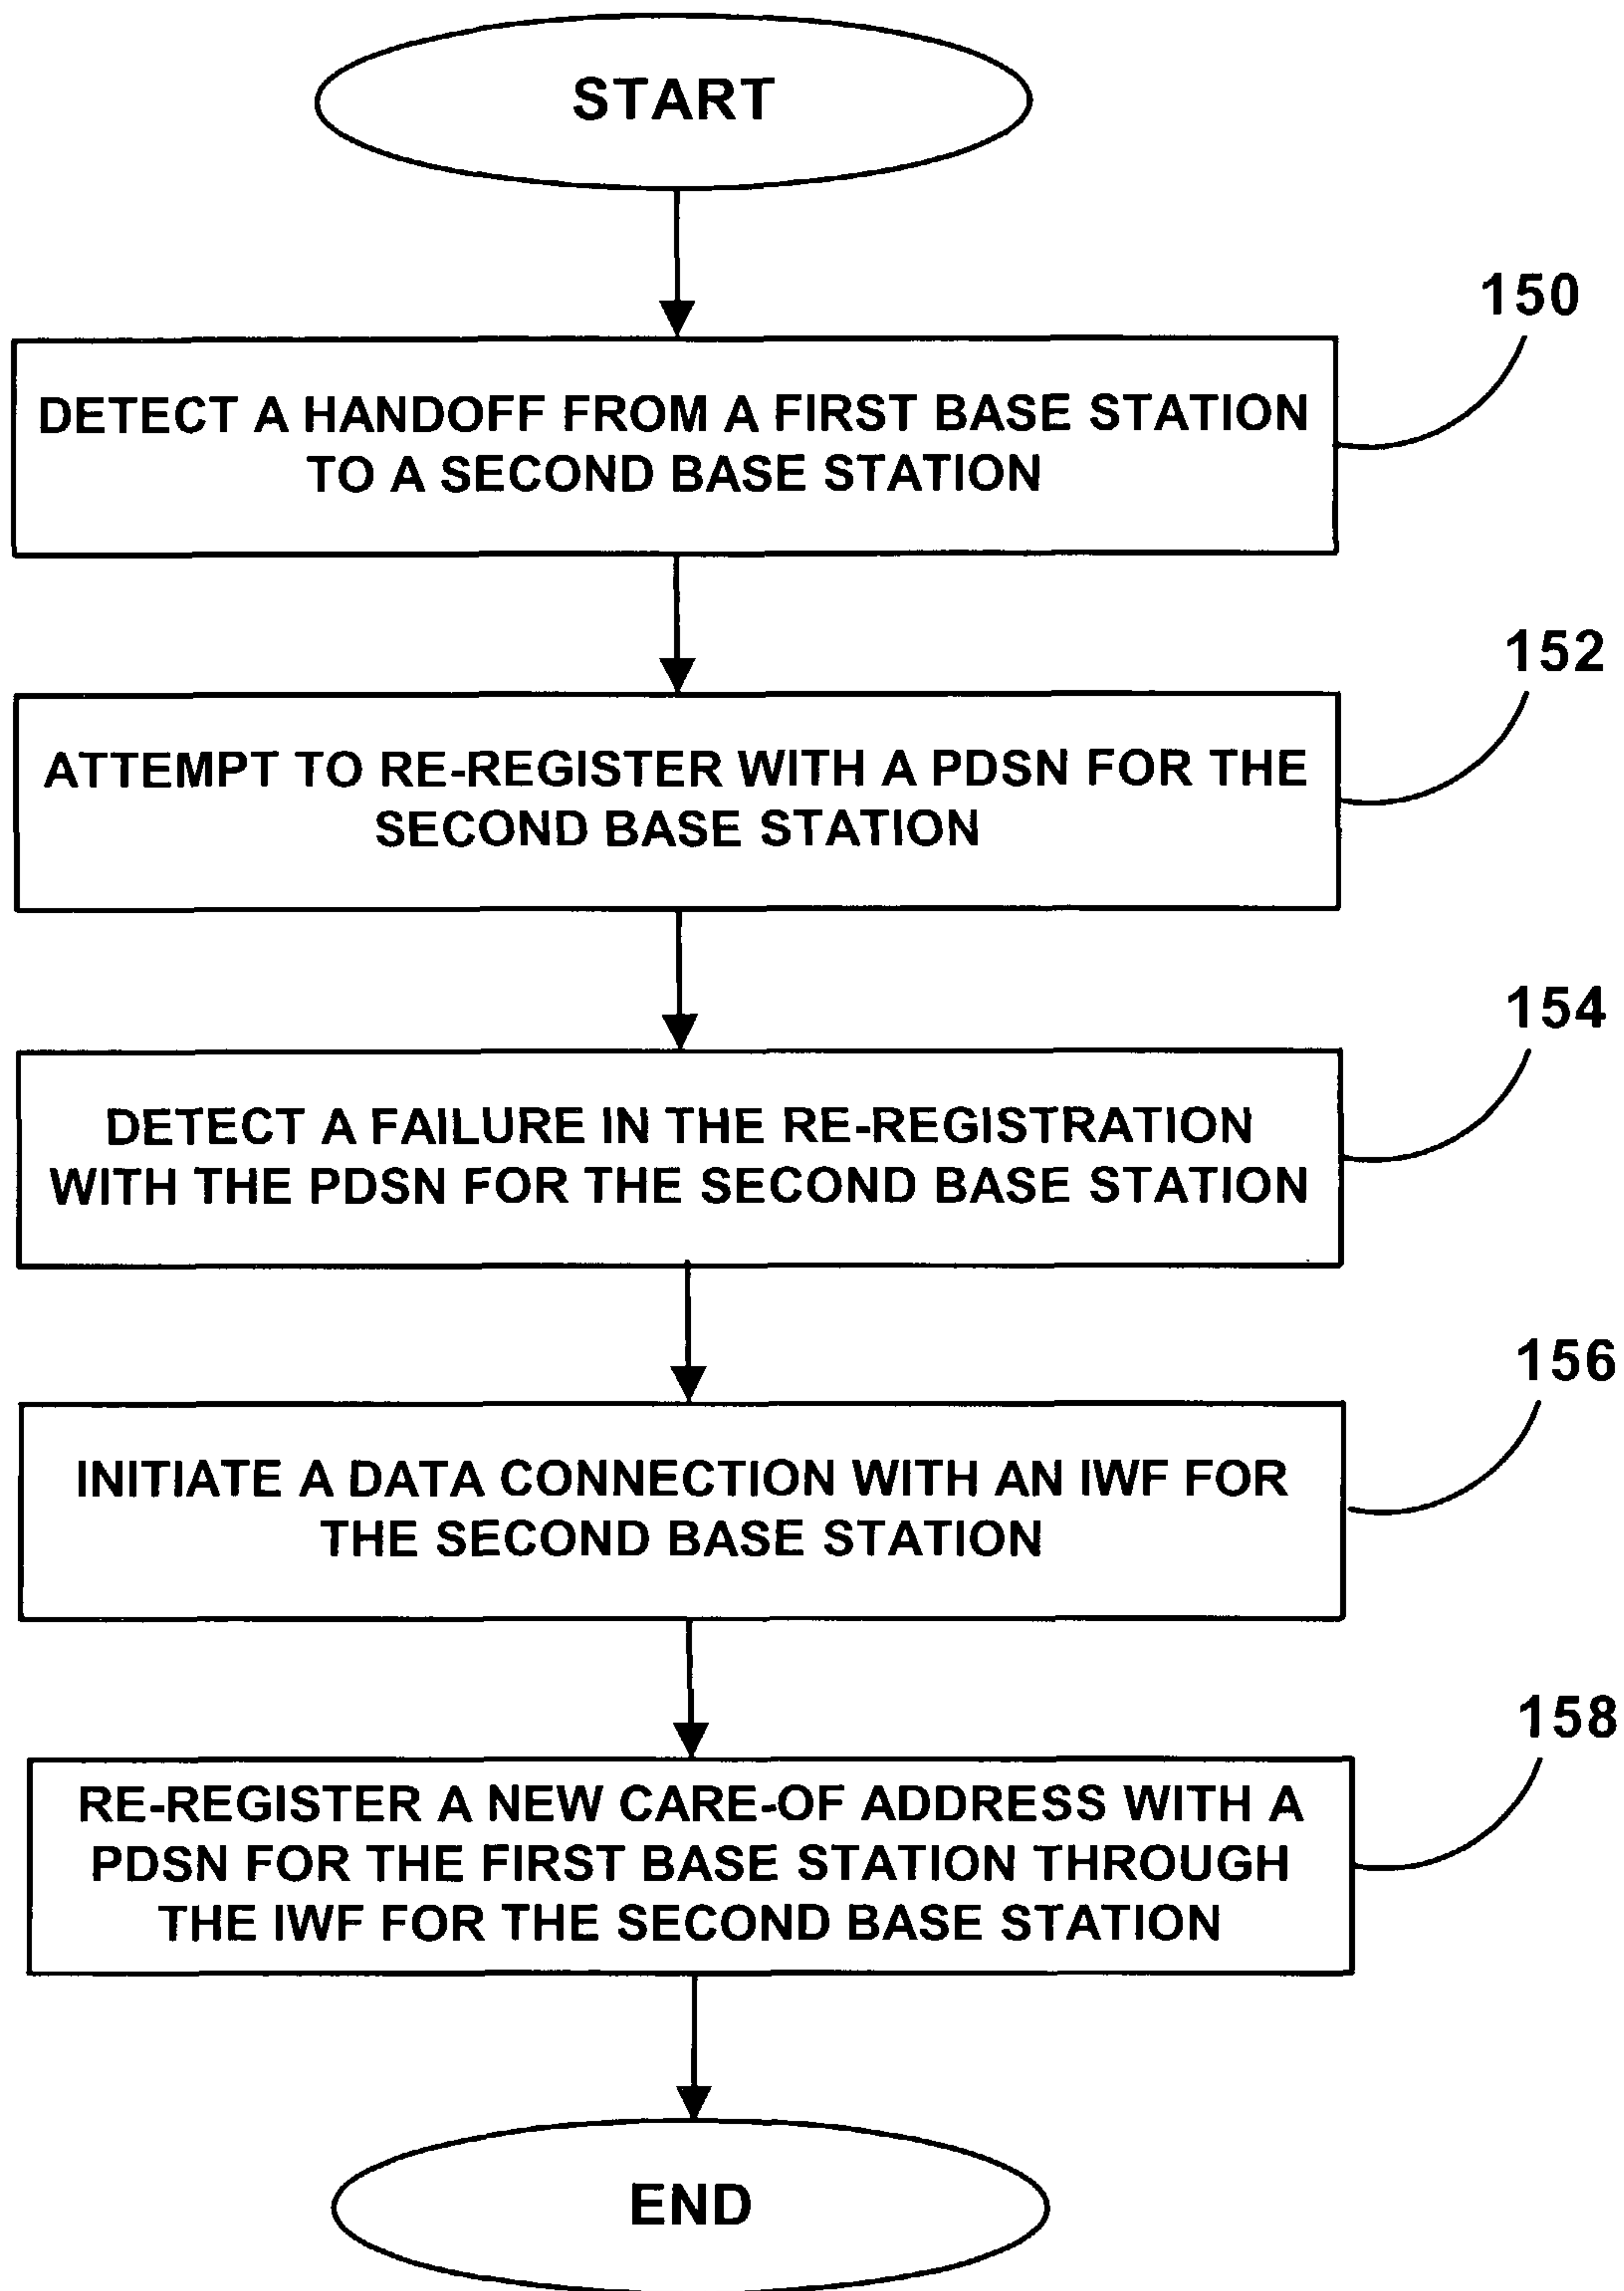 START
150
DETECT A HANDOFF FROM A FIRST BASE STATION
TO A SECOND BASE STATION
152
ATTEMPT TO RE-REGISTER WITH A PDSN FOR THE
SECOND BASE STATION
154
DETECT A FAILURE IN THE RE-REGISTRATION
WITH THE PDSN FOR THE SECOND BASE STATION
156
INITIATE A DATA CONNECTION WITH AN IWF FOR
THE SECOND BASE STATION
158
RE-REGISTER A NEW CARE-OF ADDRESS WITH A
PDSN FOR THE FIRST BASE STATION THROUGH
THE IWF FOR THE SECOND BASE STATION
END